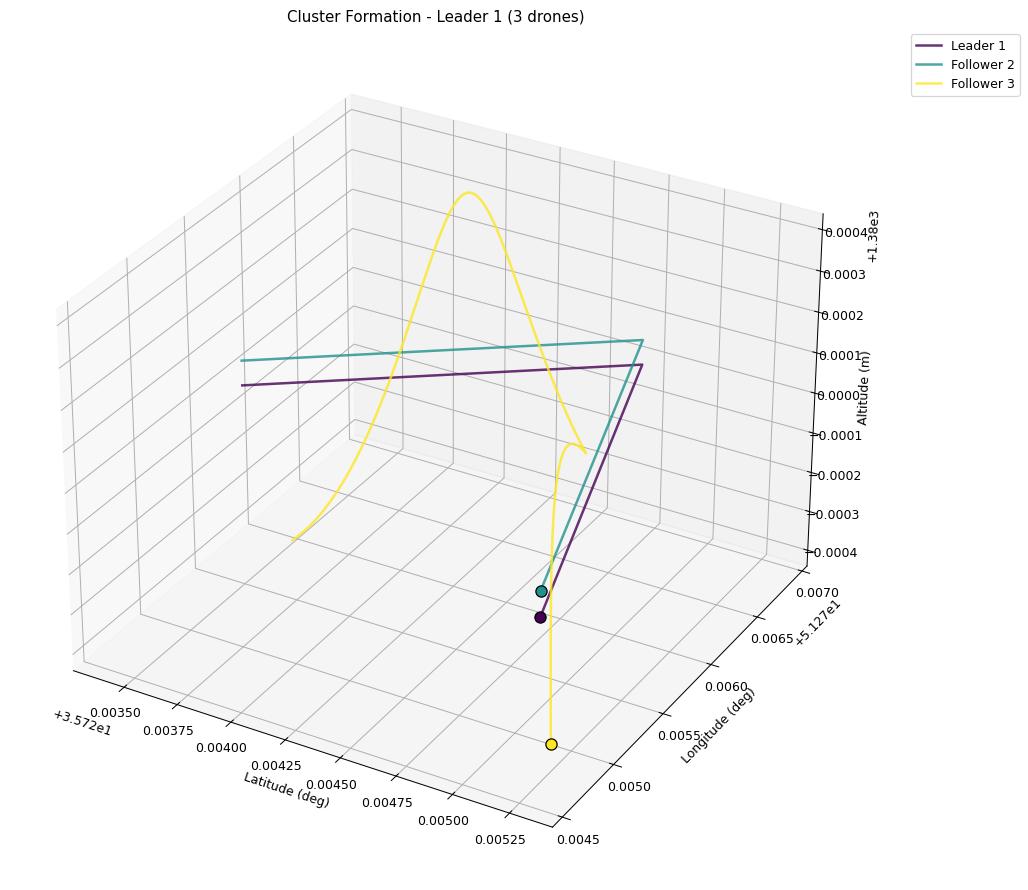 Cluster Formation - Leader 1 (3 drones)
Leader 1
Follower 2
Follower 3
+1.38e3
0.0004
0.0003
0.0002
0.0001
Altitude (m)
0.0000
−0.0001
−0.0002
−0.0003
−0.0004
0.0070
+5.127e1
0.0065
0.0060
Longitude (deg)
0.0055
0.0050
0.0045
+3.572e1
0.00350
0.00375
0.00400
0.00425
Latitude (deg)
0.00450
0.00475
0.00500
0.00525